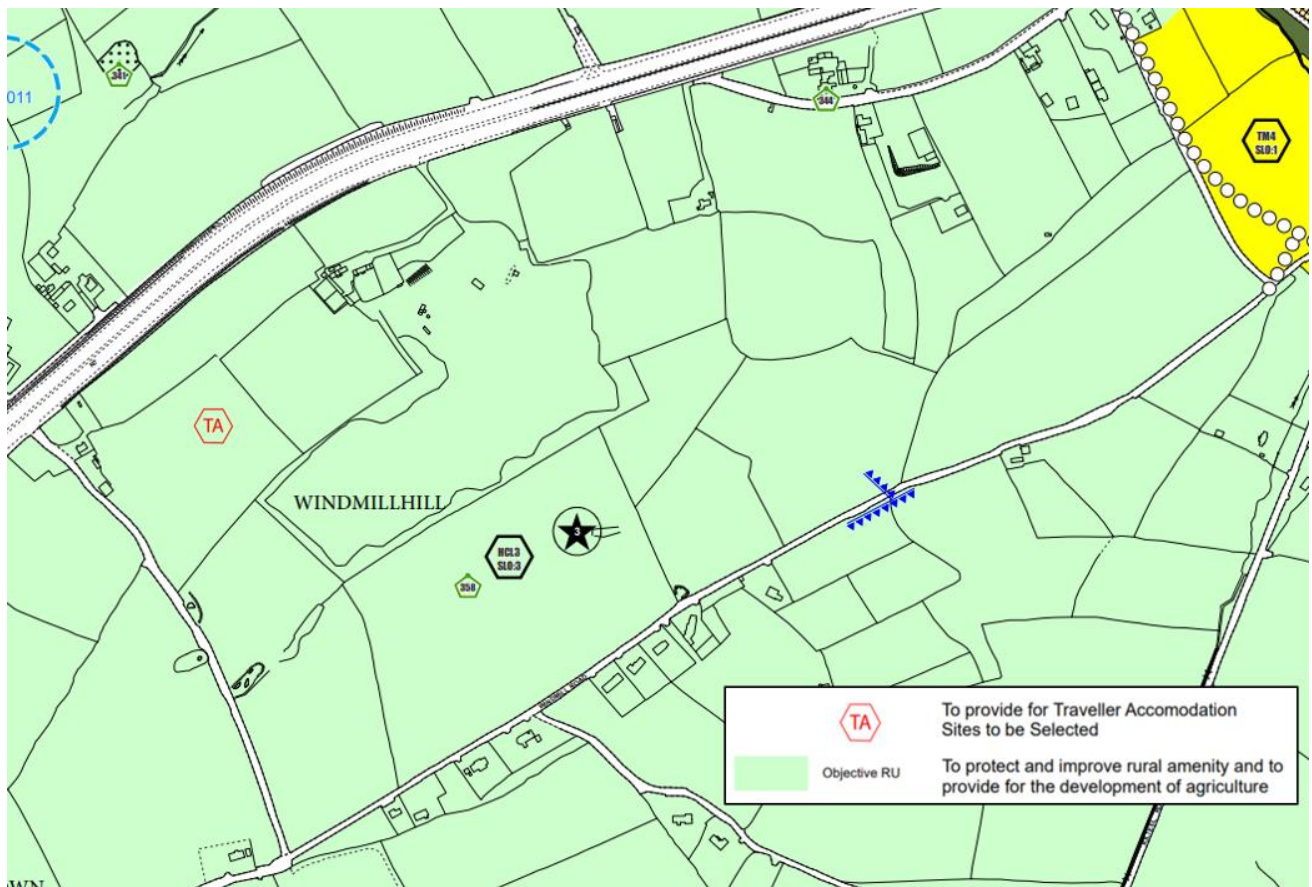 011
341
344
TM4
SLO:1
TA
WINDMILLHILL
3
HCL3
SLO:3
358
TA
To provide for Traveller Accomodation
Sites to be Selected
Objective RU
To protect and improve rural amenity and to
provide for the development of agriculture
WN